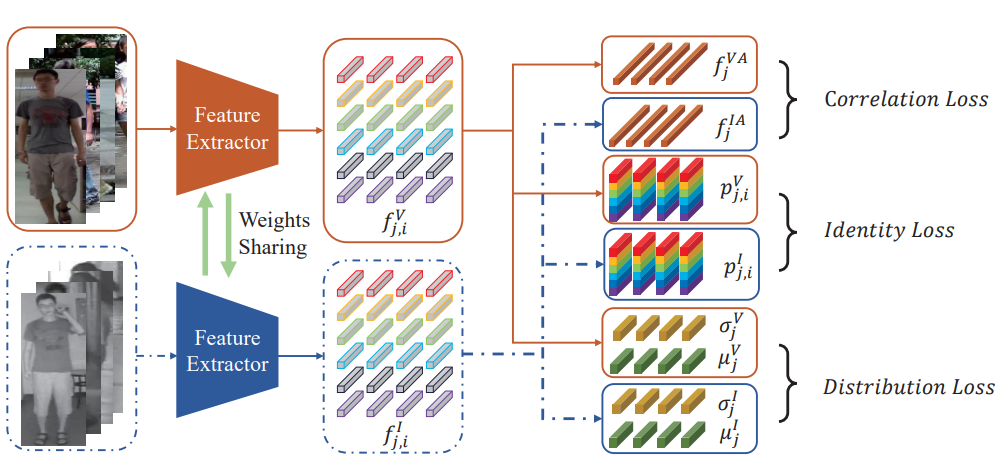 Feature
Extractor
f_{j,i}^{V}
Weights
Sharing
Feature
Extractor
f_{j,i}^{I}
f_j^{VA}
f_j^{IA}
Correlation Loss
p_{j,i}^{V}
p_{j,i}^{I}
Identity Loss
σ_j^{V}
μ_j^{V}
σ_j^{I}
μ_j^{I}
Distribution Loss